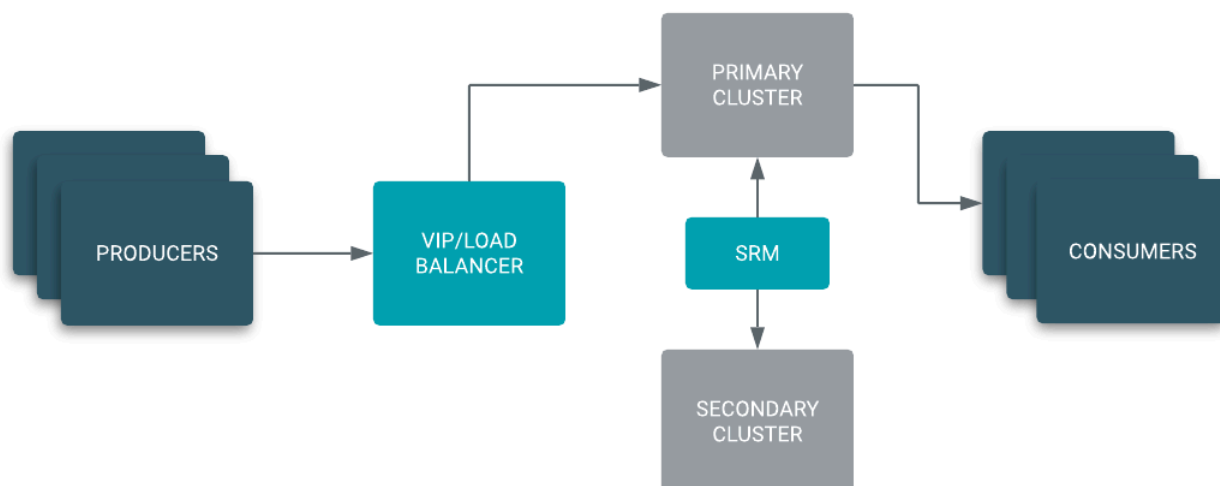 PRODUCERS
VIP/LOAD
BALANCER
PRIMARY
CLUSTER
SRM
SECONDARY
CLUSTER
CONSUMERS